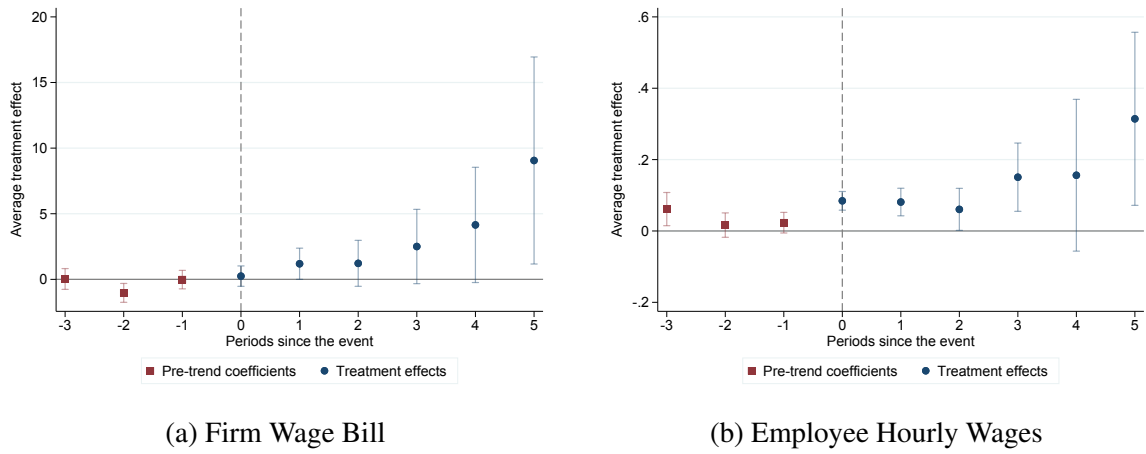 20
15
10
5
0
Average treatment effect
-3 -2 -1 0 1 2 3 4 5
Periods since the event
Pre-trend coefficients Treatment effects
(a) Firm Wage Bill
.6
.4
.2
0
-.2
Average treatment effect
-3 -2 -1 0 1 2 3 4 5
Periods since the event
Pre-trend coefficients Treatment effects
(b) Employee Hourly Wages